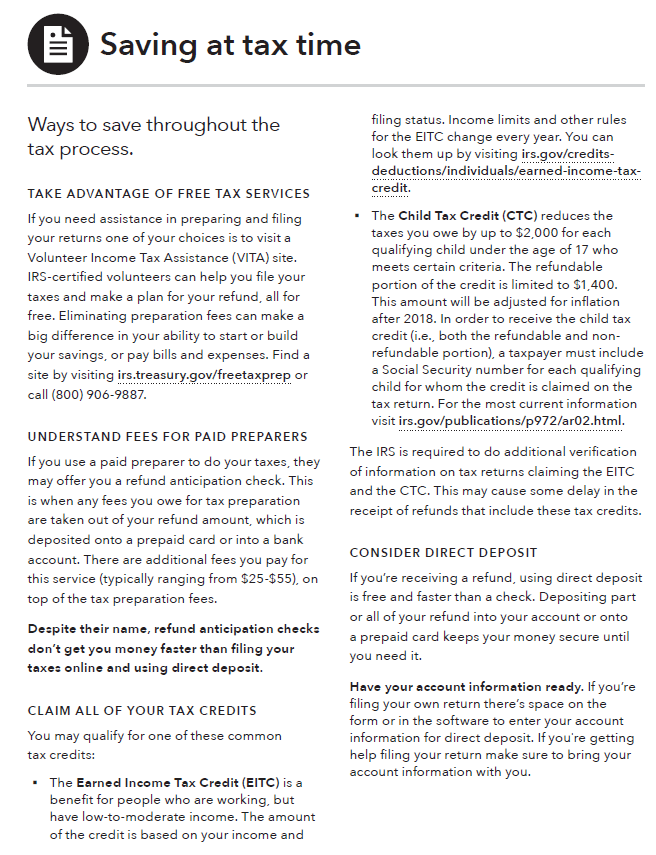 Saving at tax time
Ways to save throughout the
tax process.
TAKE ADVANTAGE OF FREE TAX SERVICES
If you need assistance in preparing and filing
your returns one of your choices is to visit a
Volunteer Income Tax Assistance (VITA) site.
IRS-certified volunteers can help you file your
taxes and make a plan for your refund, all for
free. Eliminating preparation fees can make a
big difference in your ability to start or build
your savings, or pay bills and expenses. Find a
site by visiting irs.treasury.gov/freetaxprep or
call (800) 906-9887.
UNDERSTAND FEES FOR PAID PREPARERS
If you use a paid preparer to do your taxes, they
may offer you a refund anticipation check. This
is when any fees you owe for tax preparation
are taken out of your refund amount, which is
deposited onto a prepaid card or into a bank
account. There are additional fees you pay for
this service (typically ranging from $25-$55), on
top of the tax preparation fees.
Despite their name, refund anticipation checks
don't get you money faster than filing your
taxes online and using direct deposit.
CLAIM ALL OF YOUR TAX CREDITS
You may qualify for one of these common
tax credits:
▪ The Earned Income Tax Credit (EITC) is a
benefit for people who are working, but
have low-to-moderate income. The amount
of the credit is based on your income and
filing status. Income limits and other rules
for the EITC change every year. You can
look them up by visiting irs.gov/credits-
deductions/individuals/earned-income-tax-
credit.
▪ The Child Tax Credit (CTC) reduces the
taxes you owe by up to $2,000 for each
qualifying child under the age of 17 who
meets certain criteria. The refundable
portion of the credit is limited to $1,400.
This amount will be adjusted for inflation
after 2018. In order to receive the child tax
credit (i.e., both the refundable and non-
refundable portion), a taxpayer must include
a Social Security number for each qualifying
child for whom the credit is claimed on the
tax return. For the most current information
visit irs.gov/publications/p972/ar02.html.
The IRS is required to do additional verification
of information on tax returns claiming the EITC
and the CTC. This may cause some delay in the
receipt of refunds that include these tax credits.
CONSIDER DIRECT DEPOSIT
If you're receiving a refund, using direct deposit
is free and faster than a check. Depositing part
or all of your refund into your account or onto
a prepaid card keeps your money secure until
you need it.
Have your account information ready. If you're
filing your own return there's space on the
form or in the software to enter your account
information for direct deposit. If you're getting
help filing your return make sure to bring your
account information with you.